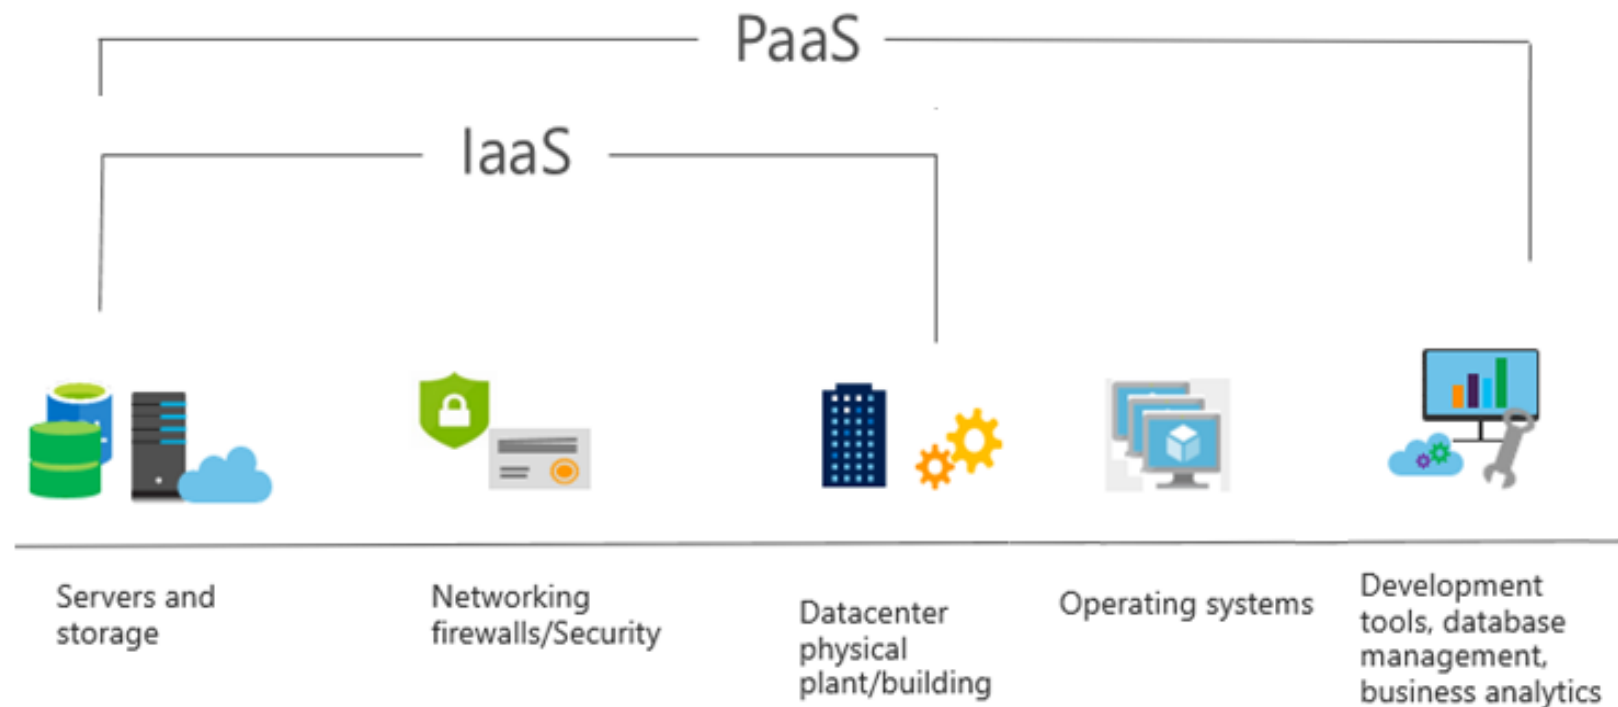 PaaS
IaaS
Servers and
storage
Networking
firewalls/Security
Datacenter
physical
plant/building
Operating systems
Development
tools, database
management,
business analytics